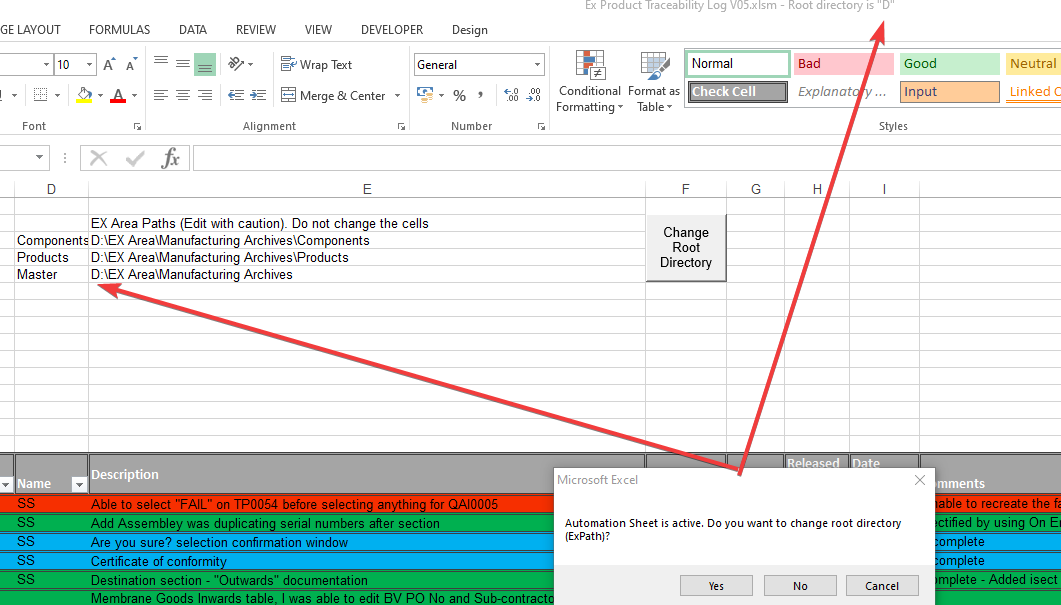 Ex Product Traceability Log V05.xlsm - Root directory is "D"
GE LAYOUT FORMULAS DATA REVIEW VIEW DEVELOPER Design
10 A A Wrap Text General Normal Bad Good Neutral
Merge & Center % , .00 .0 Conditional Formatting Format as Table Check Cell Explanatory ... Input Linked C
Font Alignment Number Styles
fx
D E F G H I
EX Area Paths (Edit with caution). Do not change the cells
Components D:\EX Area\Manufacturing Archives\Components
Products D:\EX Area\Manufacturing Archives\Products
Master D:\EX Area\Manufacturing Archives
Change
Root
Directory
Name Description Released Date mments
SS Able to select "FAIL" on TP0054 before selecting anything for QAI0005 nable to recreate the fa
SS Add Assembley was duplicating serial numbers after section ectified by using On Er
SS Are you sure? selection confirmation window complete
SS Certificate of conformity complete
SS Destination section - "Outwards" documentation omplete - Added isect
Membrane Goods Inwards table, I was able to edit BV PO No and Sub-contracto
Microsoft Excel
Automation Sheet is active. Do you want to change root directory
(ExPath)?
Yes No Cancel